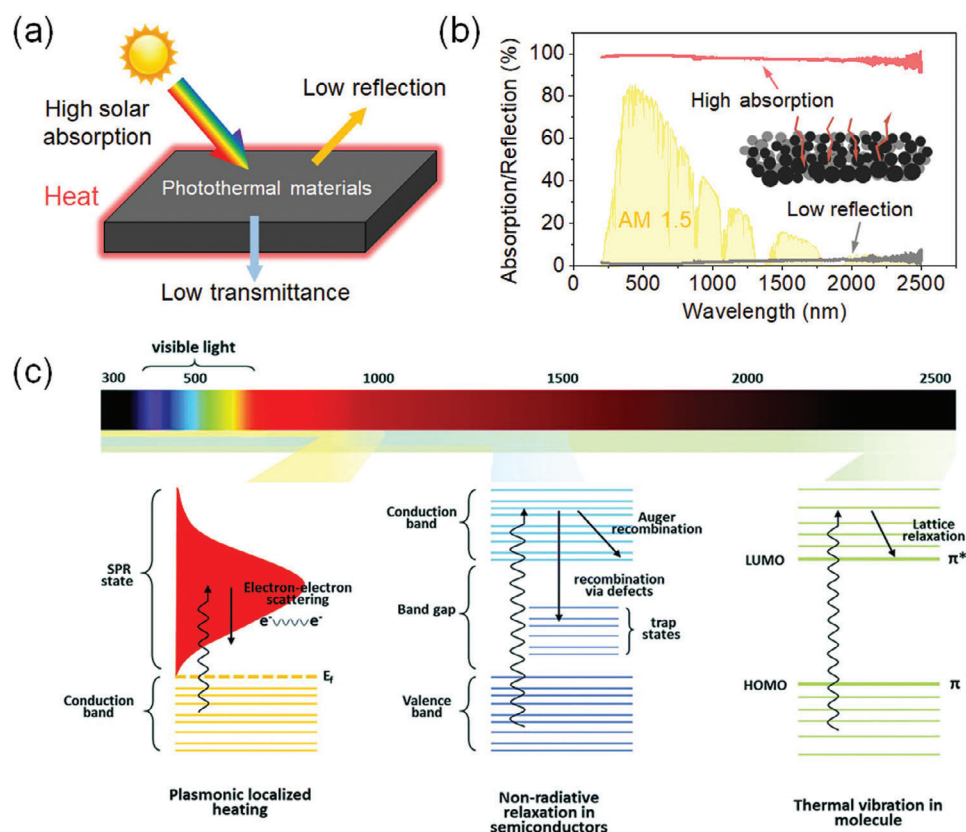 (a)
High solar
absorption
Low reflection
Heat
Photothermal materials
Low transmittance
(b)
Absorption/Reflection (%)
100
80
60
40
20
0
High absorption
AM 1.5
Low reflection
500
1000
1500
2000
2500
Wavelength (nm)
(c)
visible light
300
500
1000
1500
2000
2500
SPR
state
Electron-electron
scattering
e- e-
Ef
Conduction
band
Plasmonic localized
heating
Conduction
band
Auger
recombination
recombination
via defects
Band gap
trap
states
Valence
band
Non-radiative
relaxation in
semiconductors
Lattice
relaxation
LUMO
π*
HOMO
π
Thermal vibration in
molecule